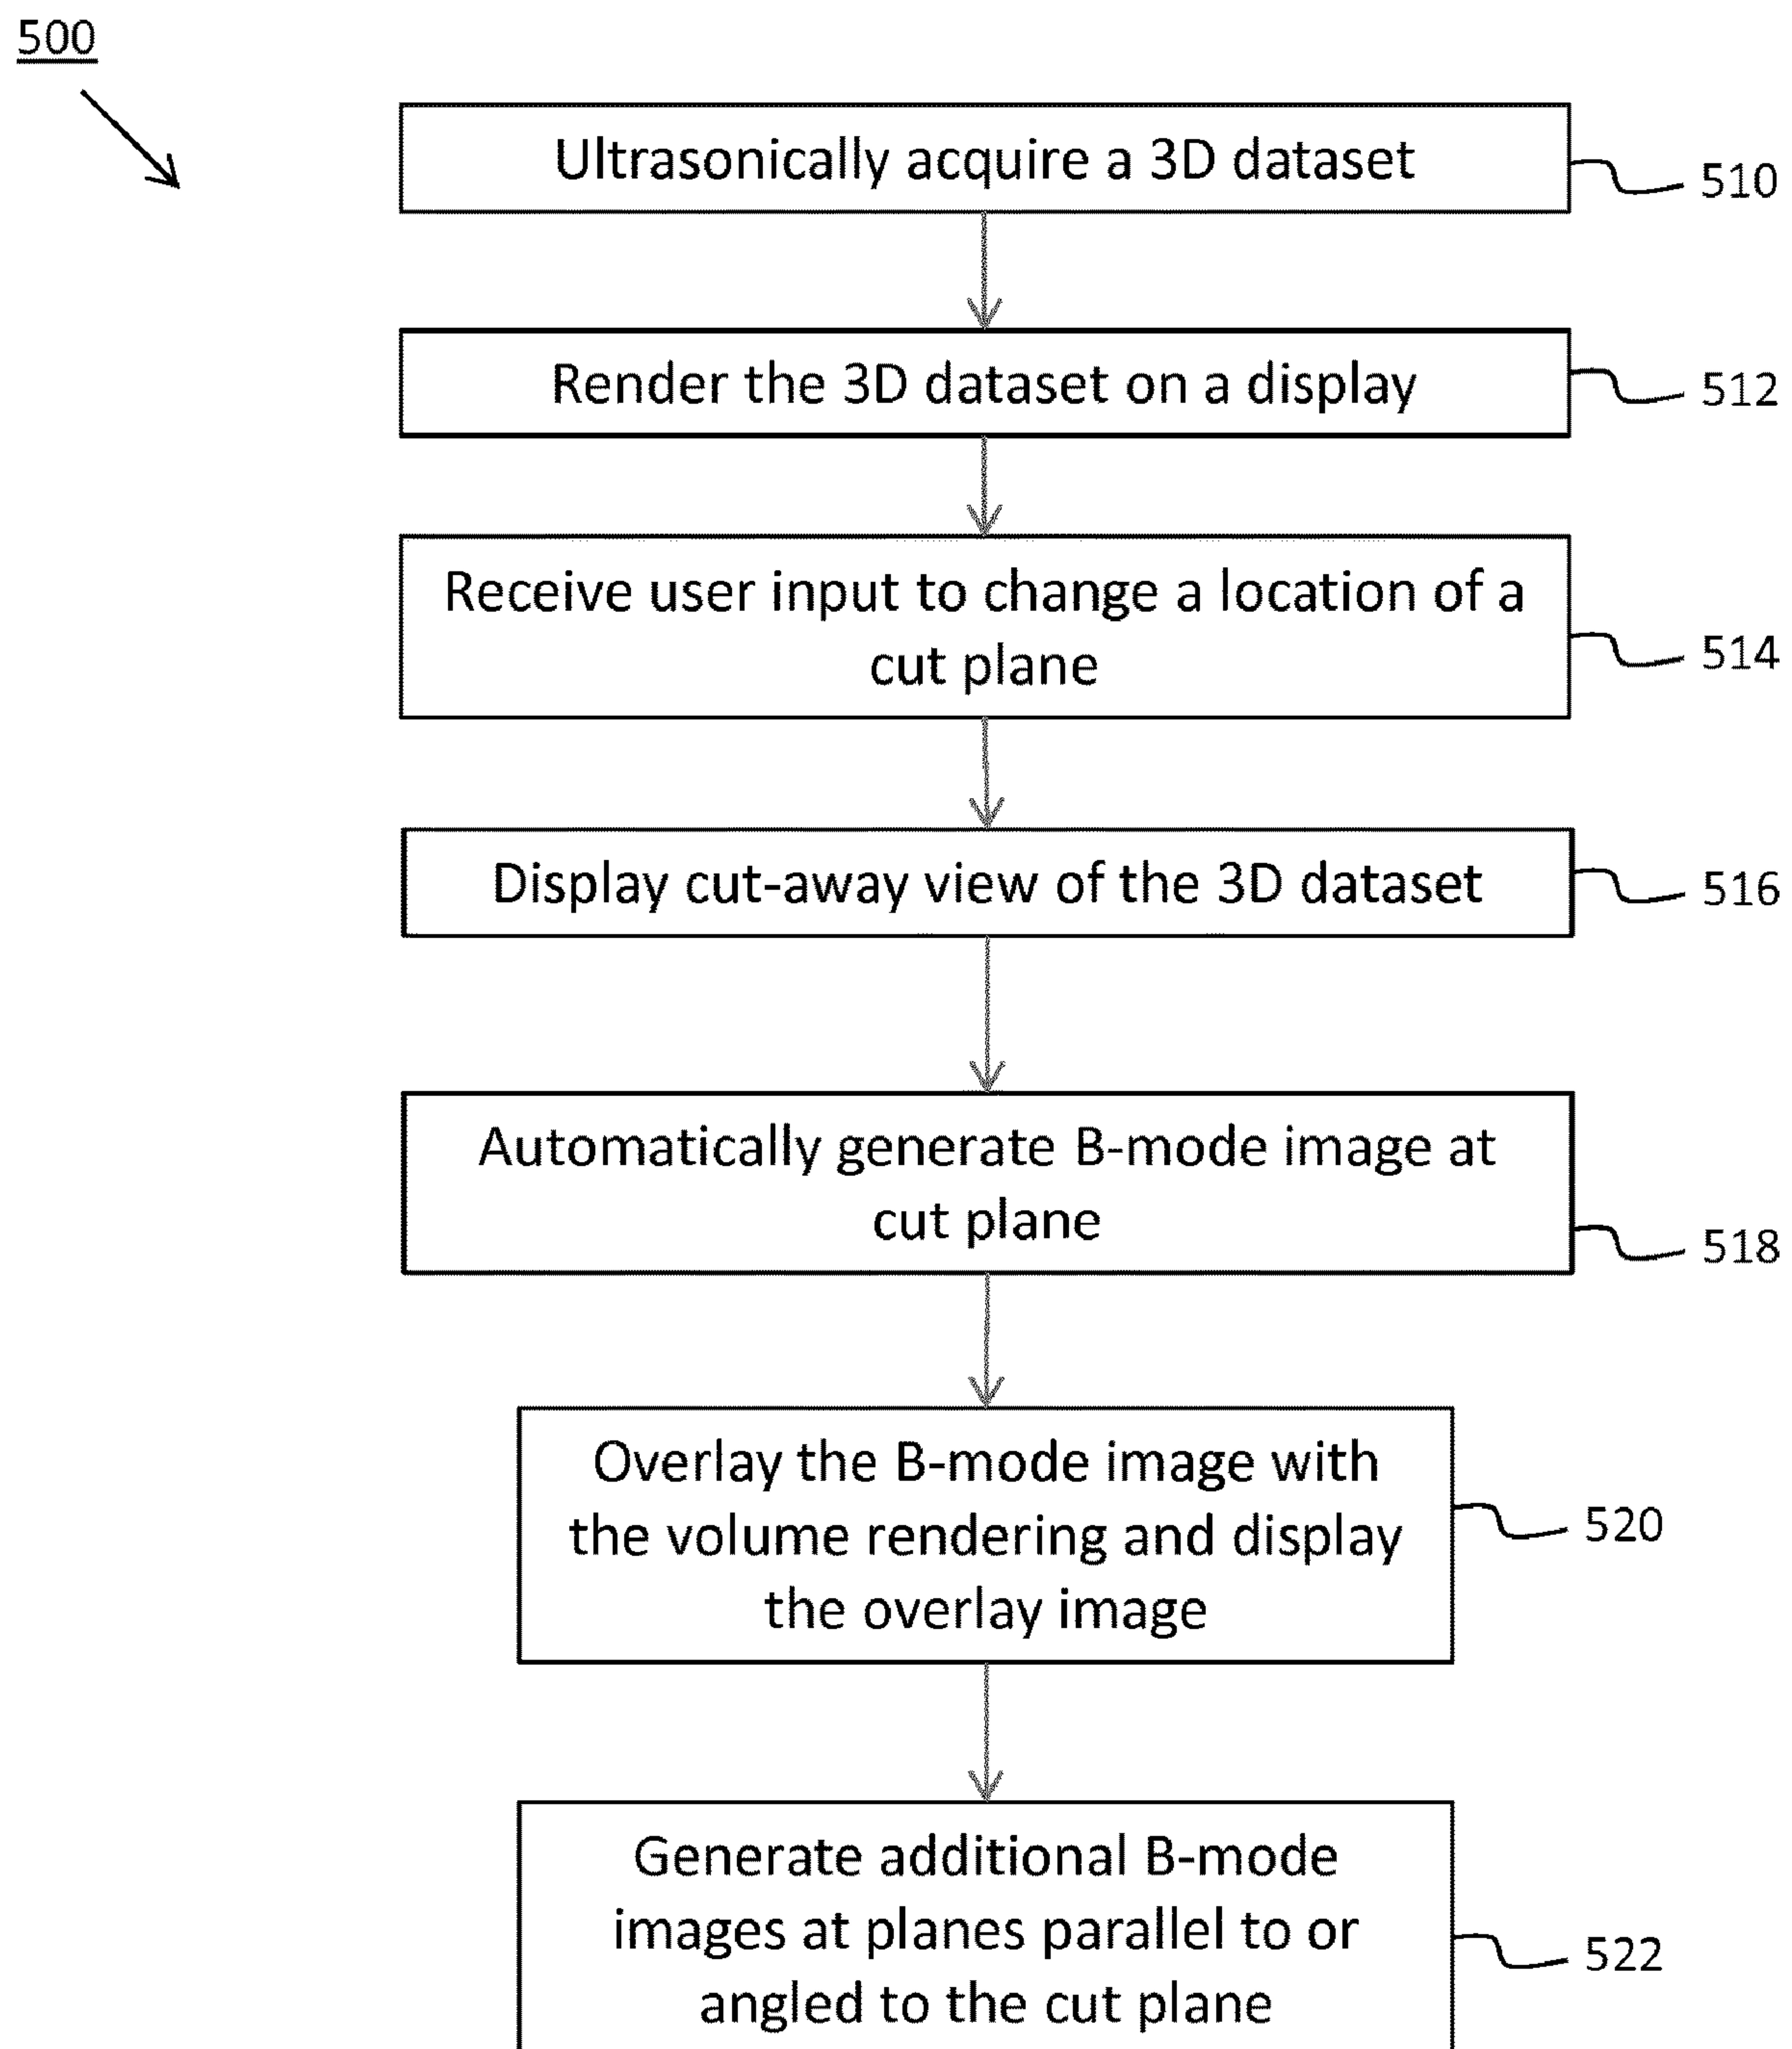 500
Ultrasonically acquire a 3D dataset
510
Render the 3D dataset on a display
512
Receive user input to change a location of a
cut plane
514
Display cut-away view of the 3D dataset
516
Automatically generate B-mode image at
cut plane
518
Overlay the B-mode image with
the volume rendering and display
the overlay image
520
Generate additional B-mode
images at planes parallel to or
angled to the cut plane
522